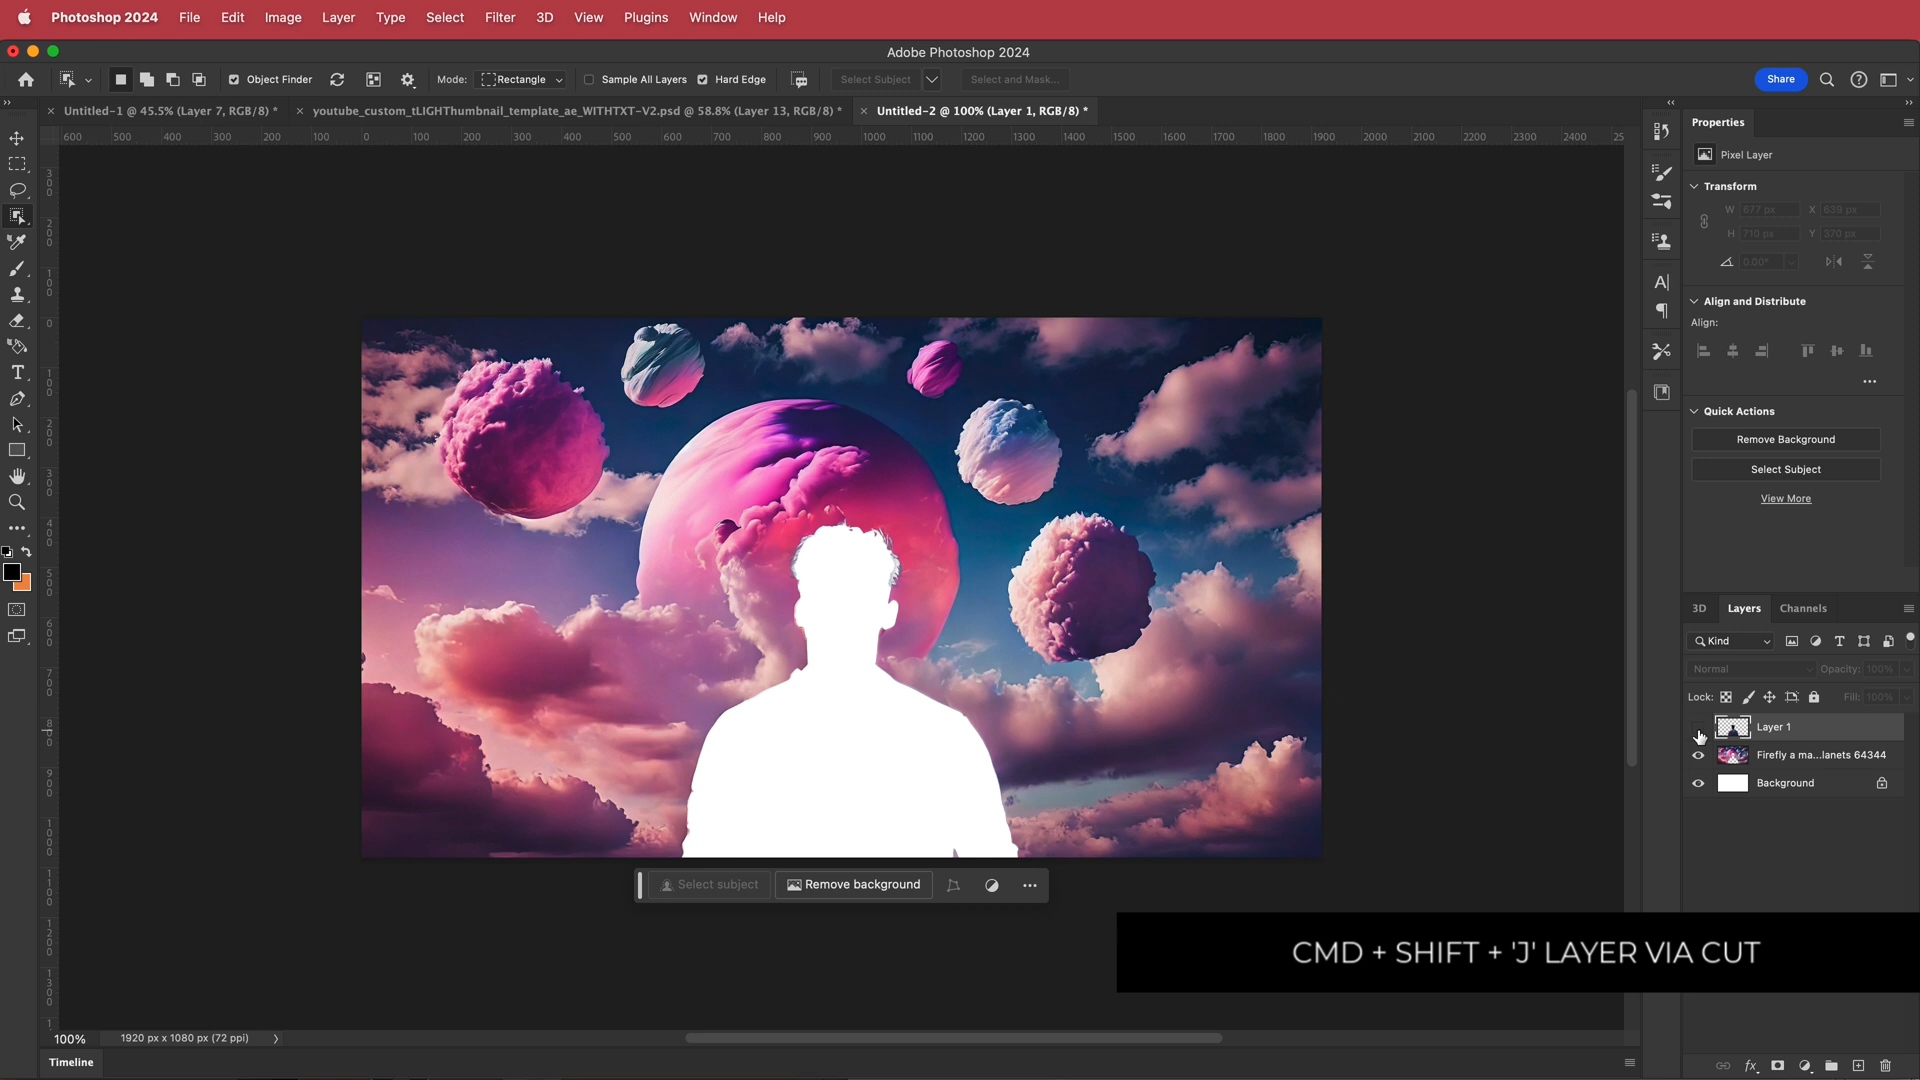 Photoshop 2024 File Edit Image Layer Type Select Filter 3D View Plugins Window Help
Adobe Photoshop 2024
Object Finder Mode: Rectangle Sample All Layers Hard Edge Select Subject Select and Mask... Share
Untitled-1 @ 45.5% (Layer 7, RGB/8) * youtube_custom_tLIGHThumbnail_template_ae_WITHTXT-V2.psd @ 58.8% (Layer 13, RGB/8) * Untitled-2 @ 100% (Layer 1, RGB/8) *
600 500 400 300 200 100 0 100 200 300 400 500 600 700 800 900 1000 1100 1200 1300 1400 1500 1600 1700 1800 1900 2000 2100 2200 2300 2400 25
300
200
100
0
100
200
300
400
500
600
700
800
900
1000
1100
1200
1300
1
Properties
Pixel Layer
Transform
W 677 px X 639 px
H 710 px Y 370 px
0.00°
Align and Distribute
Align:
Quick Actions
Remove Background
Select Subject
View More
3D Layers Channels
Kind
Normal Opacity: 100%
Lock: Fill: 100%
Layer 1
Firefly a ma...lanets 64344
Background
Select subject Remove background
CMD + SHIFT + 'J' LAYER VIA CUT
100% 1920 px x 1080 px (72 ppi)
Timeline
fx